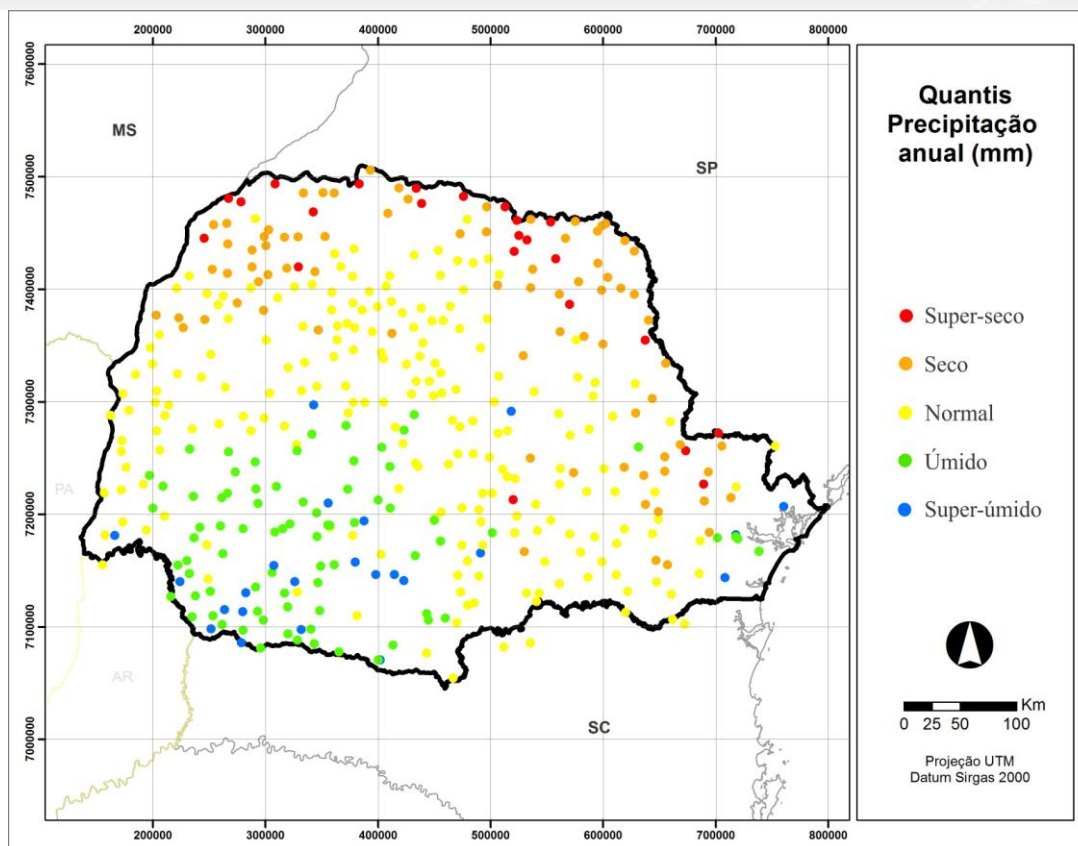 200000 300000 400000 500000 600000 700000 800000
7600000
7500000
7400000
7300000
7200000
7100000
7000000
MS
SP
PA
AR
SC
200000 300000 400000 500000 600000 700000 800000
Quantis
Precipitação
anual (mm)
Super-seco
Seco
Normal
Úmido
Super-úmido
Km
0 25 50 100
Projeção UTM
Datum Sirgas 2000